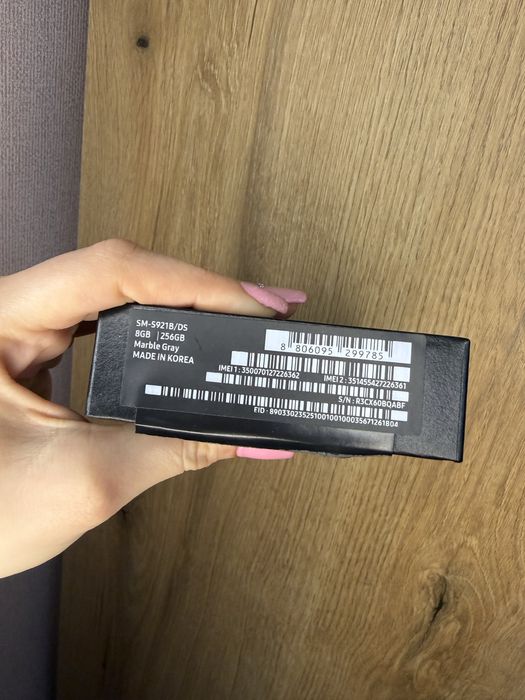 SM-S921B/DS
8GB | 256GB
Marble Gray
MADE IN KOREA
8 806095 299785
IMEI 1 : 350070127226362
IMEI 2 : 351455427226361
S/N : R3CX60BQABF
EID : 89033023525100100100035671261804